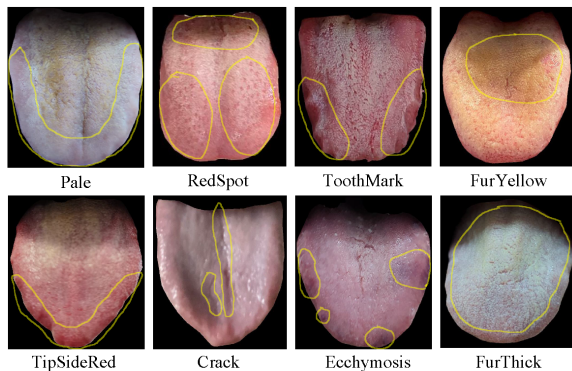 Pale
RedSpot
ToothMark
FurYellow
TipSideRed
Crack
Ecchymosis
FurThick